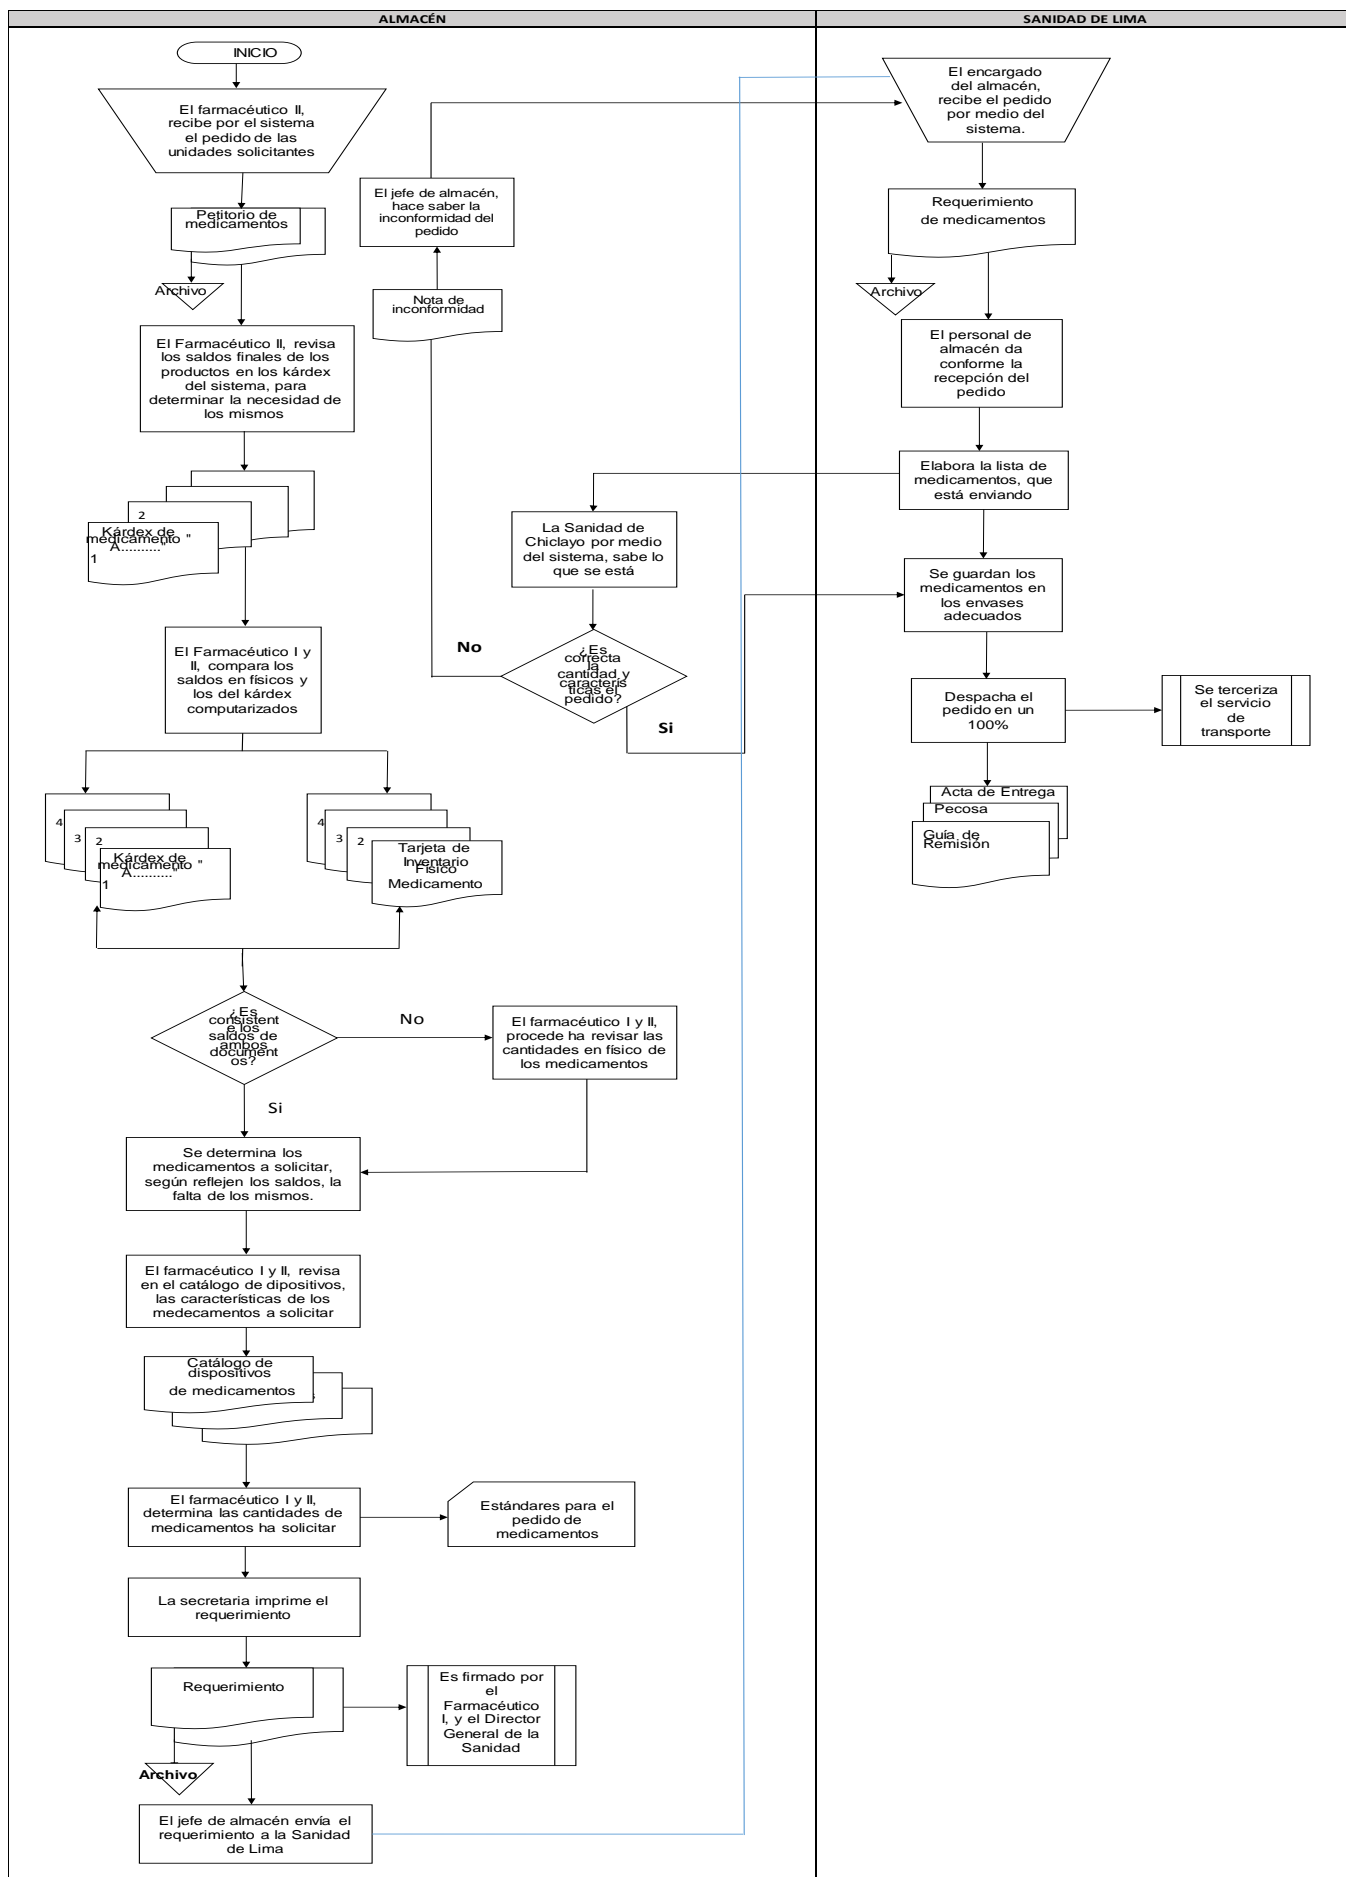 ALMACÉN
SANIDAD DE LIMA
INICIO
El farmacéutico II,
recibe por el sistema
el pedido de las
unidades solicitantes
Petitorio de
medicamentos
Archivo
El Farmacéutico II, revisa
los saldos finales de los
productos en los kárdex
del sistema, para
determinar la necesidad de
los mismos
2
Kárdex de
medicamento "
A.........."
1
El Farmacéutico I y
II, compara los
saldos en físicos y
los del kárdex
computarizados
4
3
2
Kárdex de
medicamento "
A.........."
1
4
3
2
Tarjeta de
Inventario
Físico
Medicamento
¿Es
consistent
e los
saldos de
ambos
document
os?
No
El farmacéutico I y II,
procede ha revisar las
cantidades en físico de
los medicamentos
Si
Se determina los
medicamentos a solicitar,
según reflejen los saldos, la
falta de los mismos.
El farmacéutico I y II, revisa
en el catálogo de dipositivos,
las características de los
medecamentos a solicitar
Catálogo de
dispositivos
de medicamentos
El farmacéutico I y II,
determina las cantidades de
medicamentos ha solicitar
Estándares para el
pedido de
medicamentos
La secretaria imprime el
requerimiento
Requerimiento
Es firmado por
el
Farmacéutico
I, y el Director
General de la
Sanidad
Archivo
El jefe de almacén envía el
requerimiento a la Sanidad
de Lima
El jefe de almacén,
hace saber la
inconformidad del
pedido
Nota de
inconformidad
La Sanidad de
Chiclayo por medio
del sistema, sabe lo
que se está
No
¿Es
correcta
la
cantidad y
caracterís
ticas el
pedido?
Si
El encargado
del almacén,
recibe el pedido
por medio del
sistema.
Requerimiento
de medicamentos
Archivo
El personal de
almacén da
conforme la
recepción del
pedido
Elabora la lista de
medicamentos, que
está enviando
Se guardan los
medicamentos en
los envases
adecuados
Despacha el
pedido en un
100%
Se terceriza
el servicio
de
transporte
Acta de Entrega
Pecosa
Guía de
Remisión